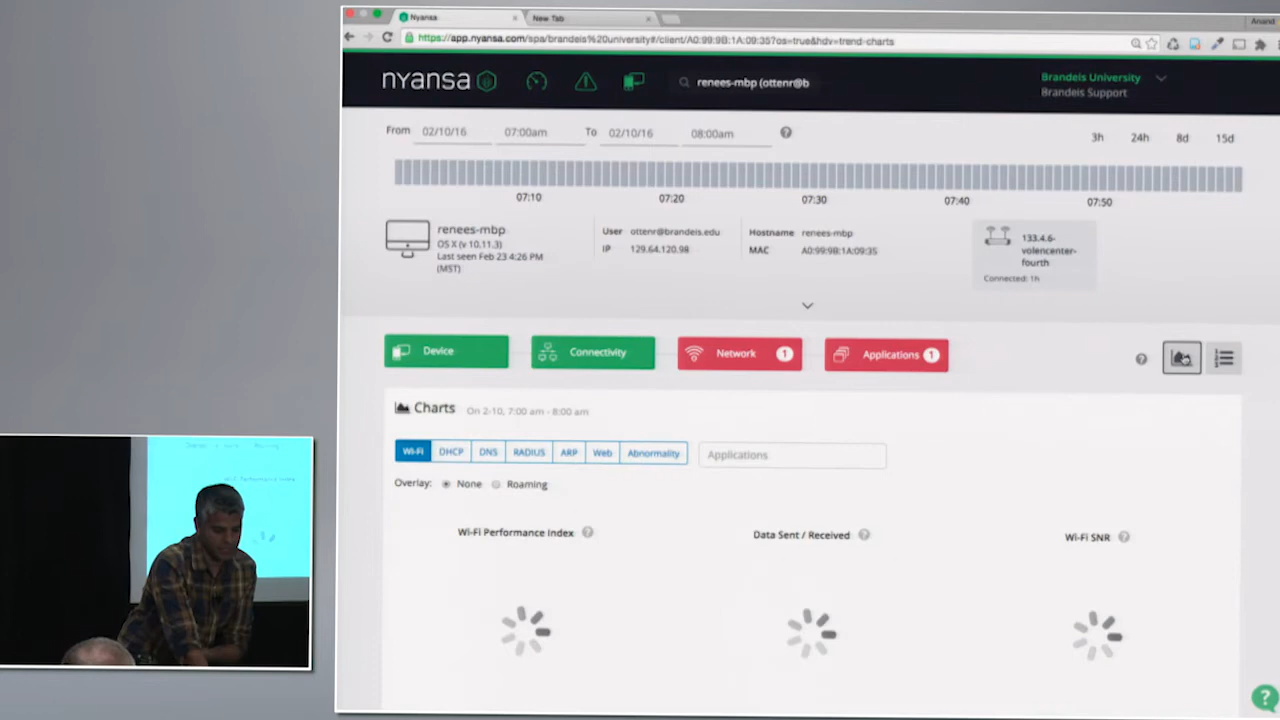 Nyansa
New Tab
Anand
https://app.nyansa.com/spa/brandeis%20university#/client/A0:99:9B:1A:09:35?os=true&hdv=trend-charts
nyansa
renees-mbp (ottenr@b
Brandeis University
Brandeis Support
From 02/10/16 07:00am To 02/10/16 08:00am
3h 24h 8d 15d
07:10 07:20 07:30 07:40 07:50
renees-mbp
OS X (v 10.11.3)
Last seen Feb 23 4:26 PM
(MST)
User ottenr@brandeis.edu
IP 129.64.120.98
Hostname renees-mbp
MAC A0:99:9B:1A:09:35
133.4.6-
volencenter-
fourth
Connected: 1h
Device
Connectivity
Network 1
Applications 1
Charts On 2-10, 7:00 am - 8:00 am
Wi-Fi DHCP DNS RADIUS ARP Web Abnormality
Applications
Overlay: None Roaming
Wi-Fi Performance Index ?
Data Sent / Received ?
Wi-Fi SNR ?
?